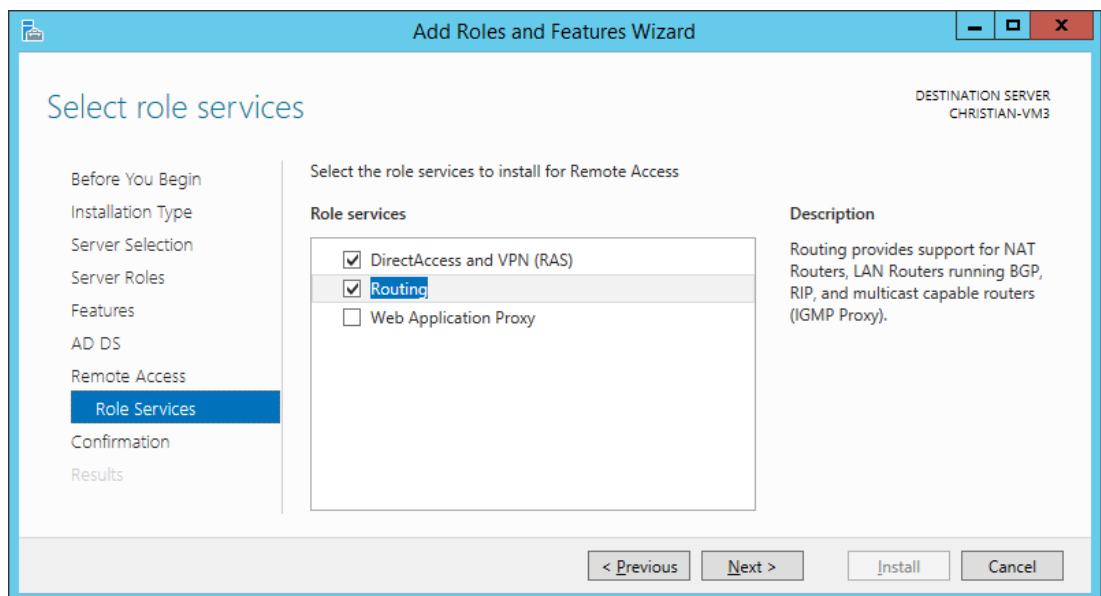 Add Roles and Features Wizard
Select role services
DESTINATION SERVER
CHRISTIAN-VM3
Before You Begin
Installation Type
Server Selection
Server Roles
Features
AD DS
Remote Access
Role Services
Confirmation
Results
Select the role services to install for Remote Access
Role services
DirectAccess and VPN (RAS)
Routing
Web Application Proxy
Description
Routing provides support for NAT
Routers, LAN Routers running BGP,
RIP, and multicast capable routers
(IGMP Proxy).
< Previous
Next >
Install
Cancel